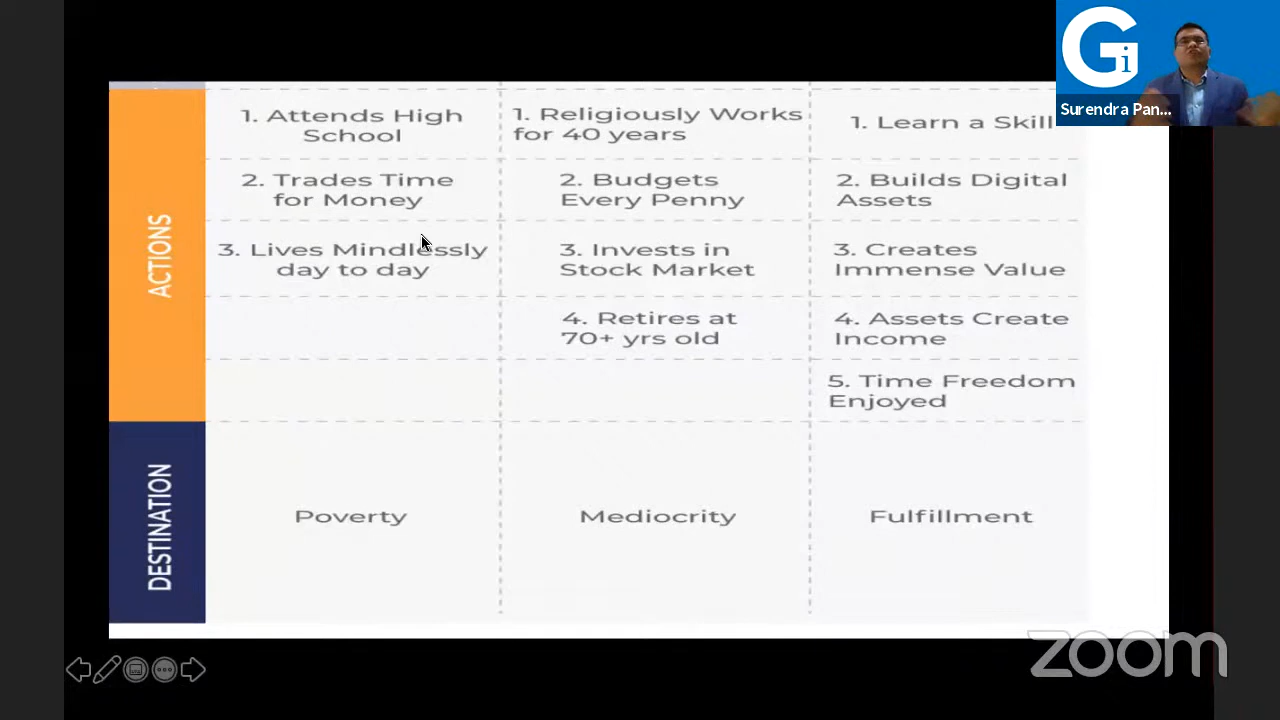 Gi
Surendra Pan...
1. Attends High
School
1. Religiously Works
for 40 years
1. Learn a Skill
2. Trades Time
for Money
2. Budgets
Every Penny
2. Builds Digital
Assets
3. Lives Mindlessly
day to day
3. Invests in
Stock Market
3. Creates
Immense Value
4. Retires at
70+ yrs old
4. Assets Create
Income
5. Time Freedom
Enjoyed
ACTIONS
DESTINATION
Poverty
Mediocrity
Fulfillment
zoom